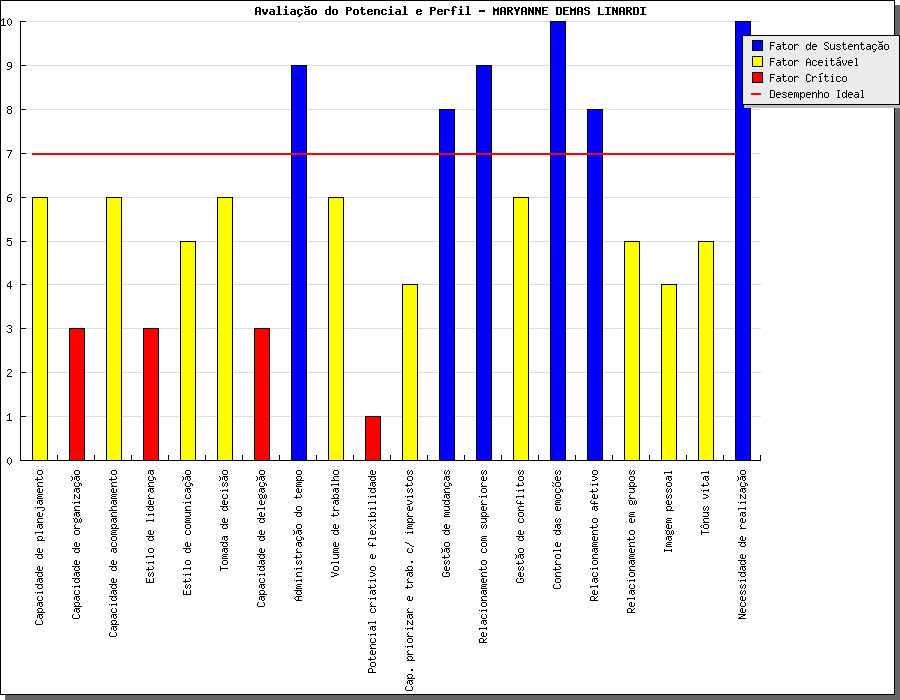 Avaliação do Potencial e Perfil - MARYANNE DEMAS LINARDI
10
9
8
7
6
5
4
3
2
1
0
Fator de Sustentação
Fator Aceitável
Fator Crítico
Desempenho Ideal
Capacidade de planejamento
Capacidade de organização
Capacidade de acompanhamento
Estilo de liderança
Estilo de comunicação
Tomada de decisão
Capacidade de delegação
Administração do tempo
Volume de trabalho
Potencial criativo e flexibilidade
Cap. priorizar e trab. c/ imprevistos
Gestão de mudanças
Relacionamento com superiores
Gestão de conflitos
Controle das emoções
Relacionamento afetivo
Relacionamento em grupos
Imagem pessoal
Tônus vital
Necessidade de realização